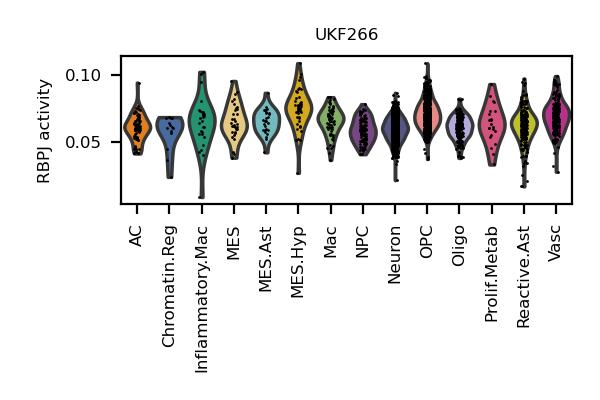 UKF266
RBPJ activity
0.10
0.05
AC
Chromatin.Reg
Inflammatory.Mac
MES
MES.Ast
MES.Hyp
Mac
NPC
Neuron
OPC
Oligo
Prolif.Metab
Reactive.Ast
Vasc